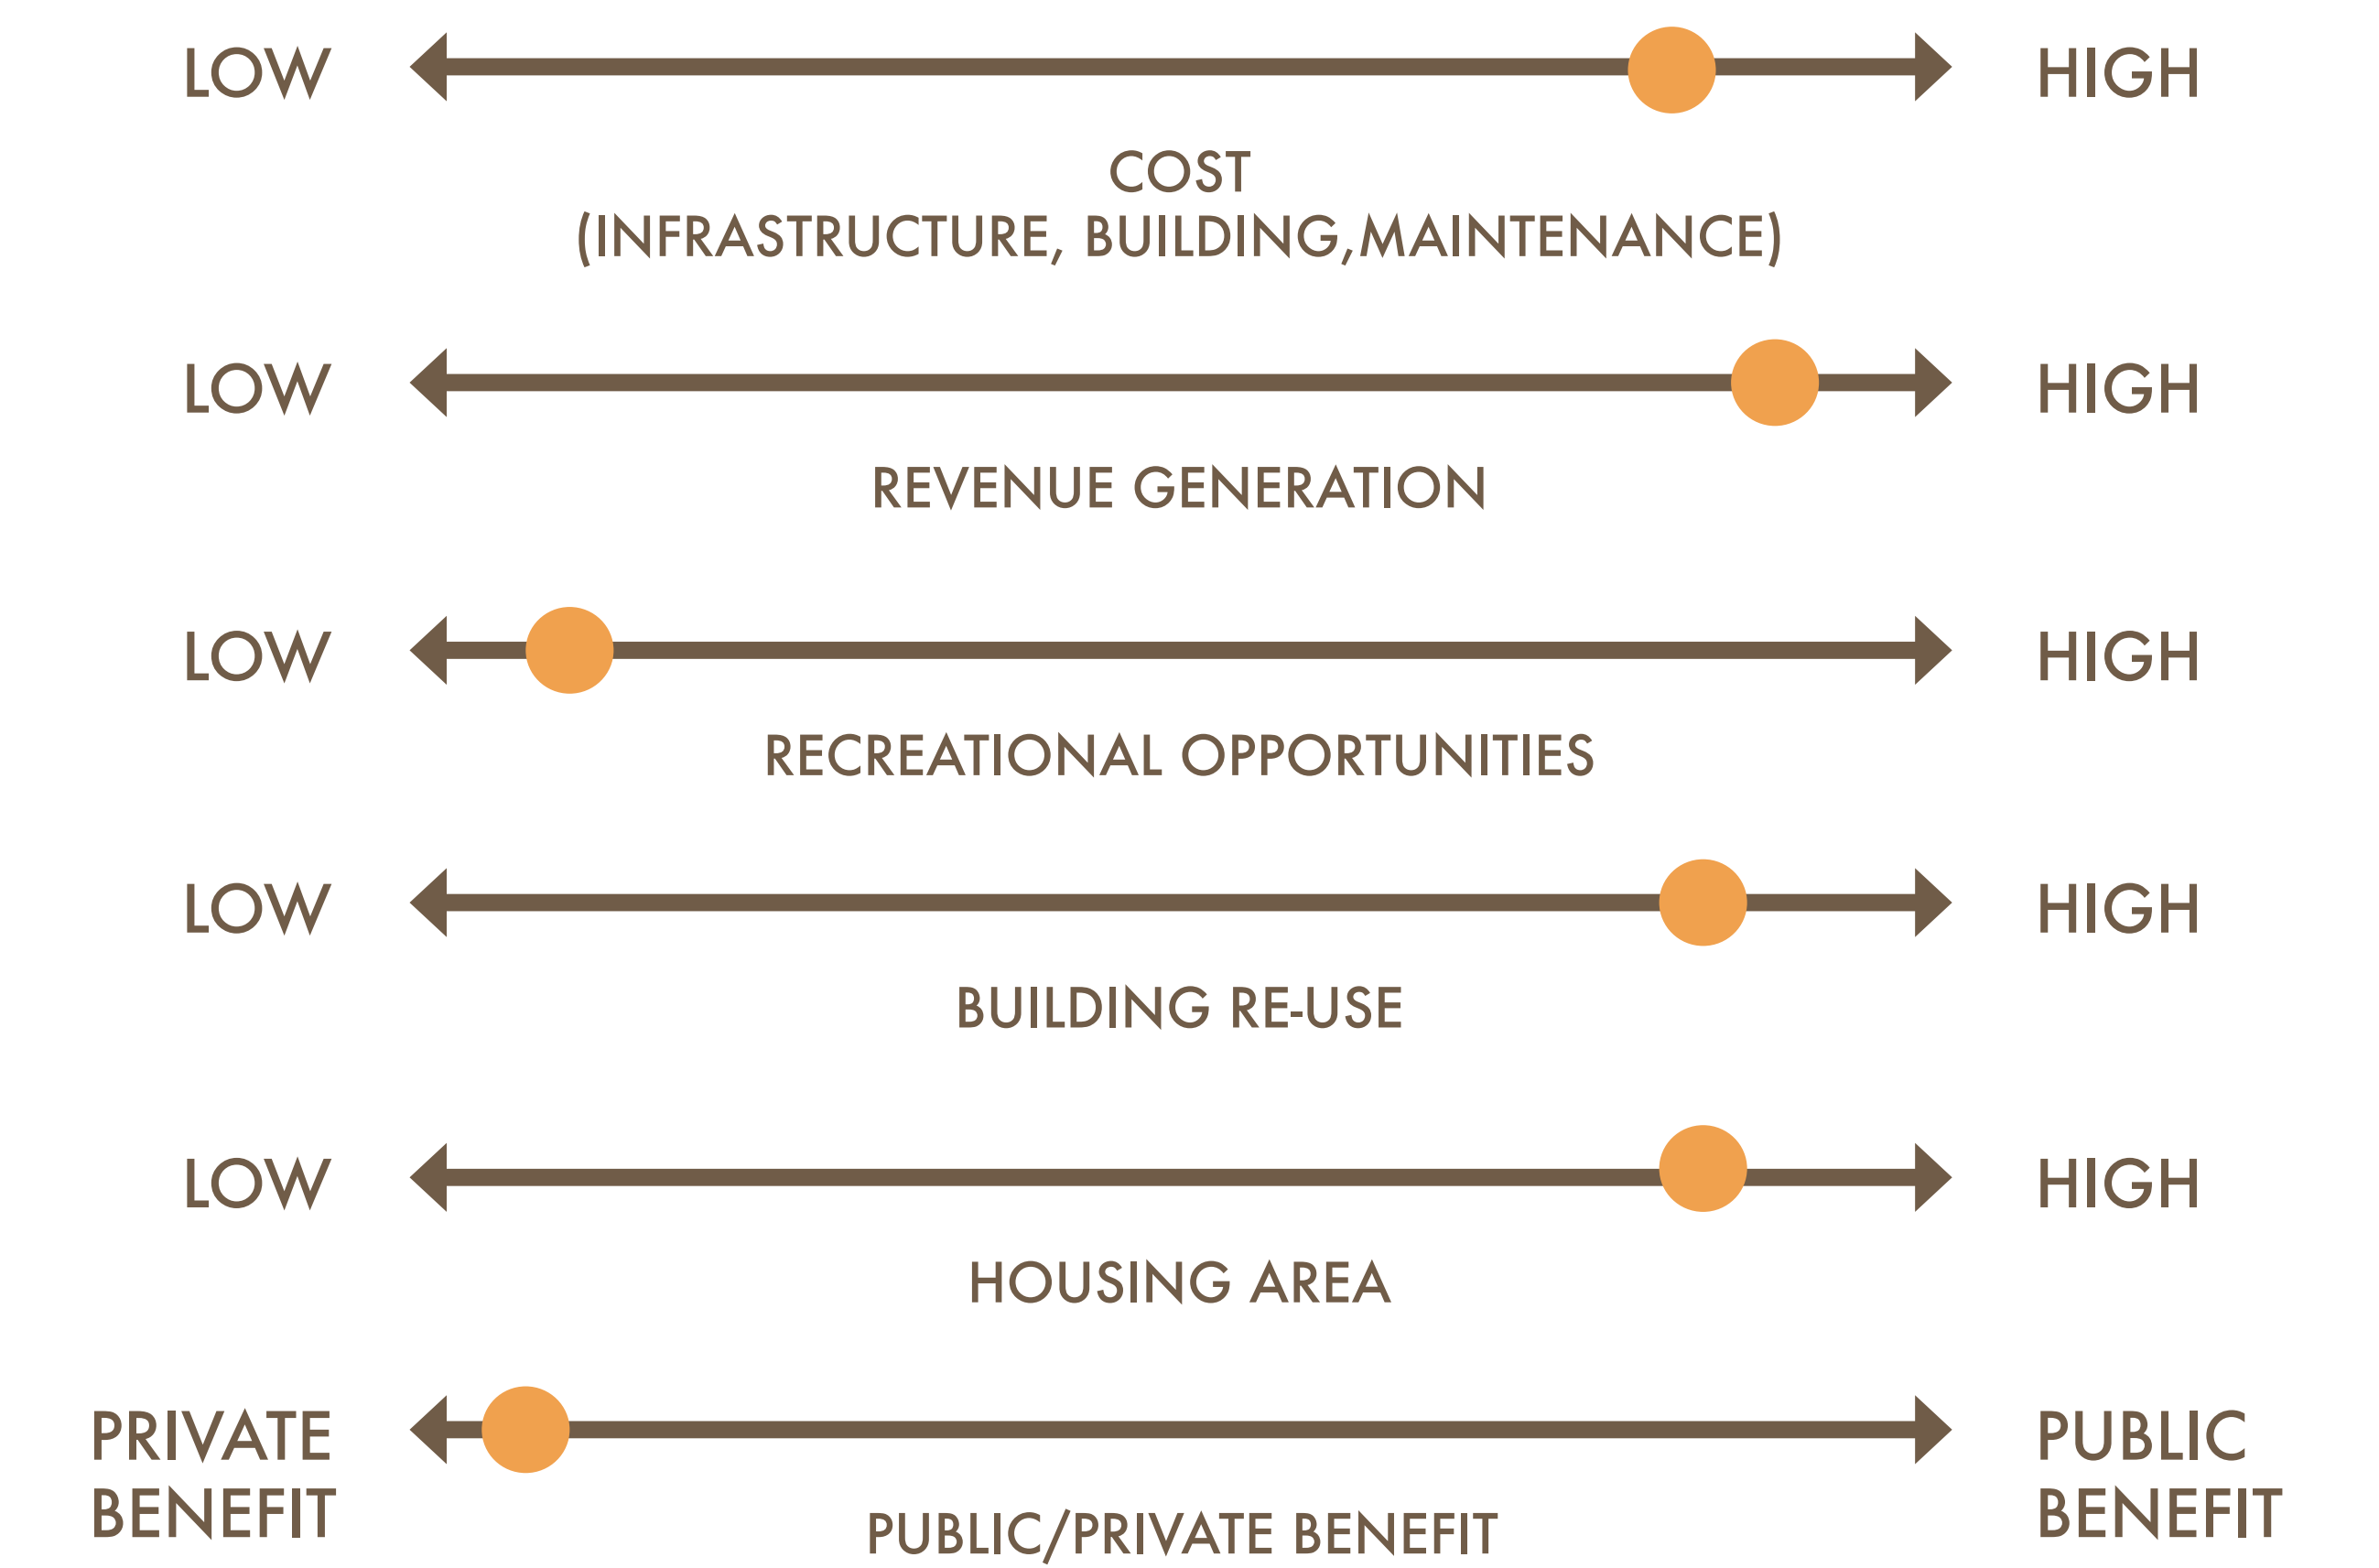 LOW
HIGH
COST
(INFRASTRUCTURE, BUILDING,MAINTENANCE)
LOW
HIGH
REVENUE GENERATION
LOW
HIGH
RECREATIONAL OPPORTUNITIES
LOW
HIGH
BUILDING RE-USE
LOW
HIGH
HOUSING AREA
PRIVATE
BENEFIT
PUBLIC
BENEFIT
PUBLIC/PRIVATE BENEFIT